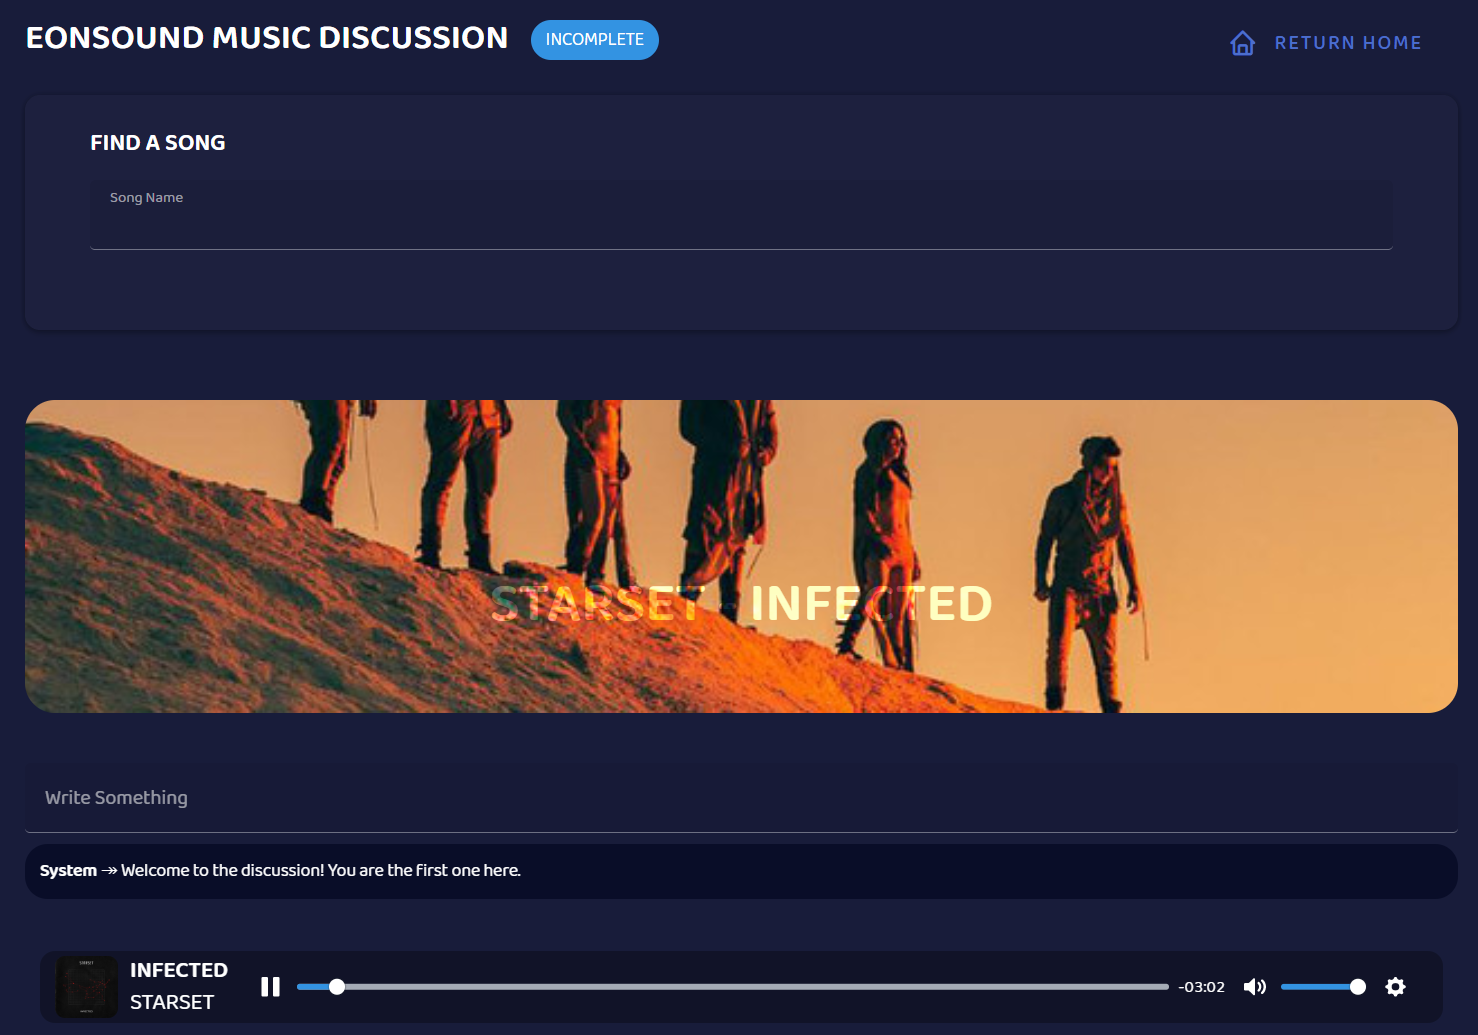 EONSOUND MUSIC DISCUSSION
INCOMPLETE
RETURN HOME
FIND A SONG
Song Name
STARSET - INFECTED
Write Something
System ↠ Welcome to the discussion! You are the first one here.
INFECTED
STARSET
-03:02